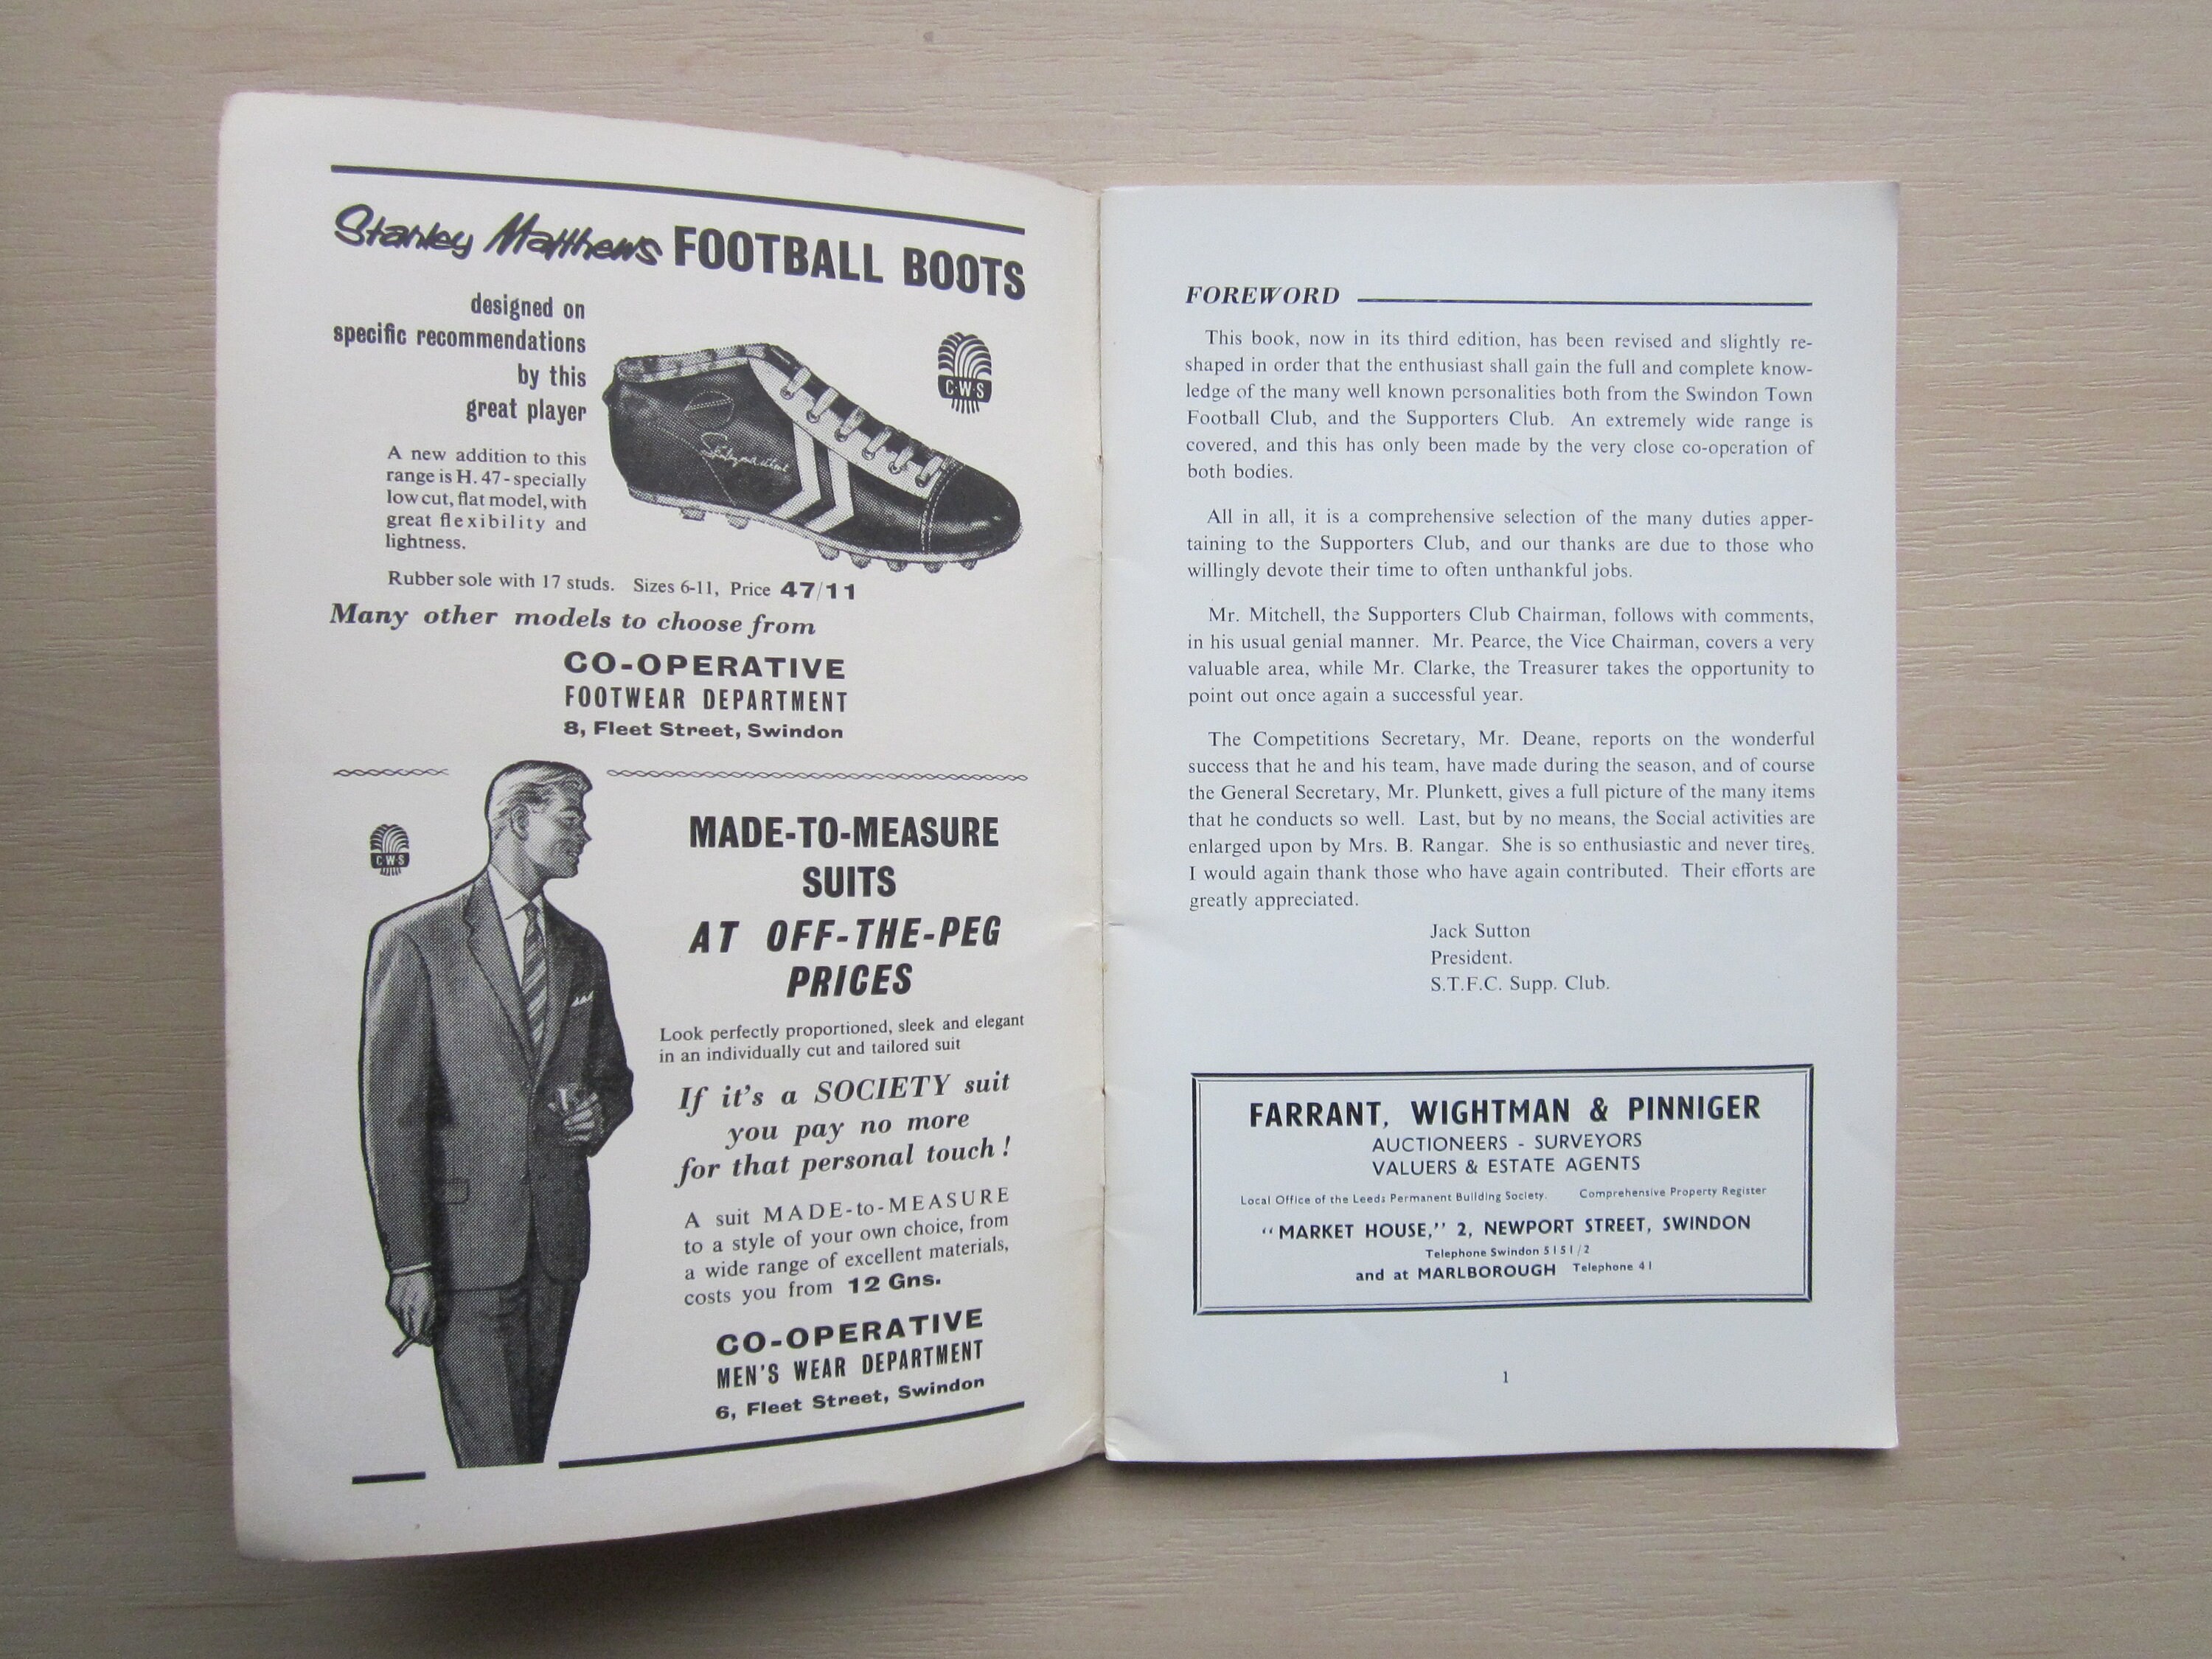 Stanley Matthews FOOTBALL BOOTS
designed on
specific recommendations
by this
great player
C·W·S
A new addition to this
range is H. 47 - specially
low cut, flat model, with
great flexibility and
lightness.
Rubber sole with 17 studs. Sizes 6-11, Price 47/11
Many other models to choose from
CO-OPERATIVE
FOOTWEAR DEPARTMENT
8, Fleet Street, Swindon
CWS
MADE-TO-MEASURE
SUITS
AT OFF-THE-PEG
PRICES
Look perfectly proportioned, sleek and elegant
in an individually cut and tailored suit
If it's a SOCIETY suit
you pay no more
for that personal touch!
A suit MADE-to-MEASURE
to a style of your own choice, from
a wide range of excellent materials,
costs you from 12 Gns.
CO-OPERATIVE
MEN'S WEAR DEPARTMENT
6, Fleet Street, Swindon
FOREWORD
This book, now in its third edition, has been revised and slightly re-
shaped in order that the enthusiast shall gain the full and complete know-
ledge of the many well known personalities both from the Swindon Town
Football Club, and the Supporters Club. An extremely wide range is
covered, and this has only been made by the very close co-operation of
both bodies.
All in all, it is a comprehensive selection of the many duties apper-
taining to the Supporters Club, and our thanks are due to those who
willingly devote their time to often unthankful jobs.
Mr. Mitchell, the Supporters Club Chairman, follows with comments,
in his usual genial manner. Mr. Pearce, the Vice Chairman, covers a very
valuable area, while Mr. Clarke, the Treasurer takes the opportunity to
point out once again a successful year.
The Competitions Secretary, Mr. Deane, reports on the wonderful
success that he and his team, have made during the season, and of course
the General Secretary, Mr. Plunkett, gives a full picture of the many items
that he conducts so well. Last, but by no means, the Social activities are
enlarged upon by Mrs. B. Rangar. She is so enthusiastic and never tires.
I would again thank those who have again contributed. Their efforts are
greatly appreciated.
Jack Sutton
President.
S.T.F.C. Supp. Club.
FARRANT, WIGHTMAN & PINNIGER
AUCTIONEERS - SURVEYORS
VALUERS & ESTATE AGENTS
Local Office of the Leeds Permanent Building Society. Comprehensive Property Register
"MARKET HOUSE," 2, NEWPORT STREET, SWINDON
Telephone Swindon 5151/2
and at MARLBOROUGH Telephone 41
1